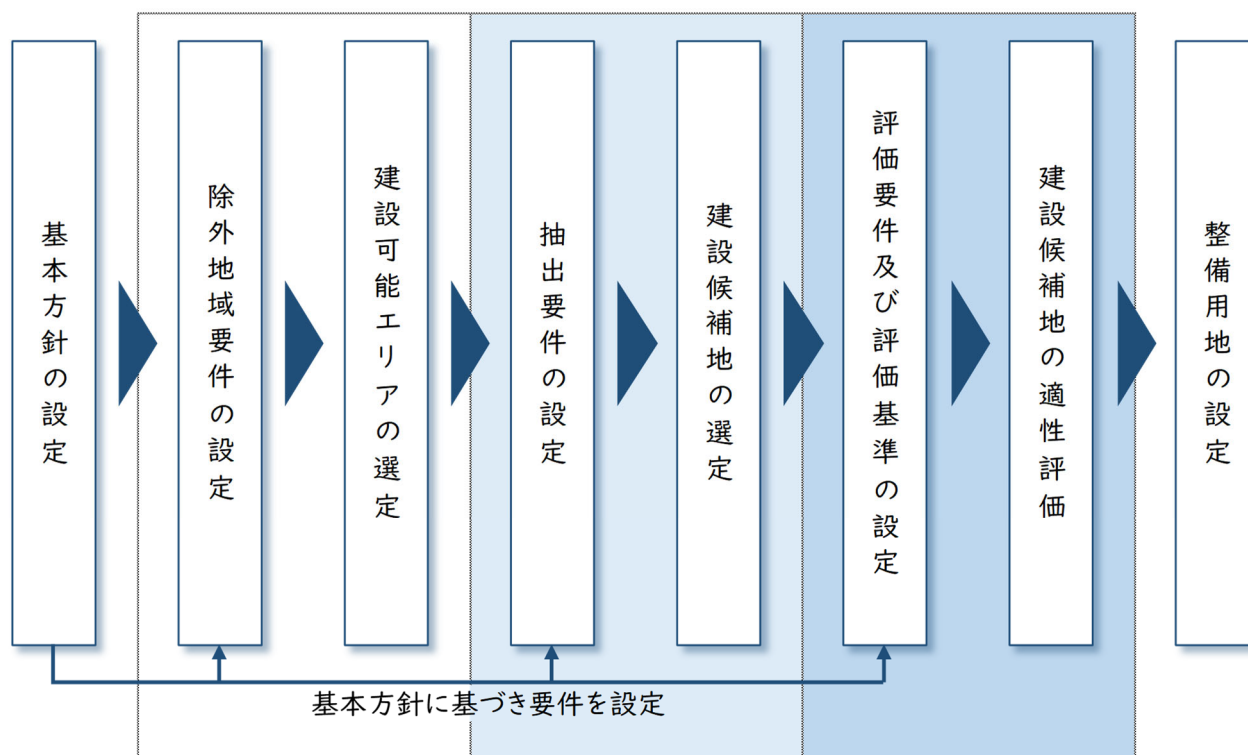 基本方針の設定
除外地域要件の設定
建設可能エリアの選定
抽出要件の設定
建設候補地の選定
評価要件及び評価基準の設定
建設候補地の適性評価
整備用地の設定
基本方針に基づき要件を設定